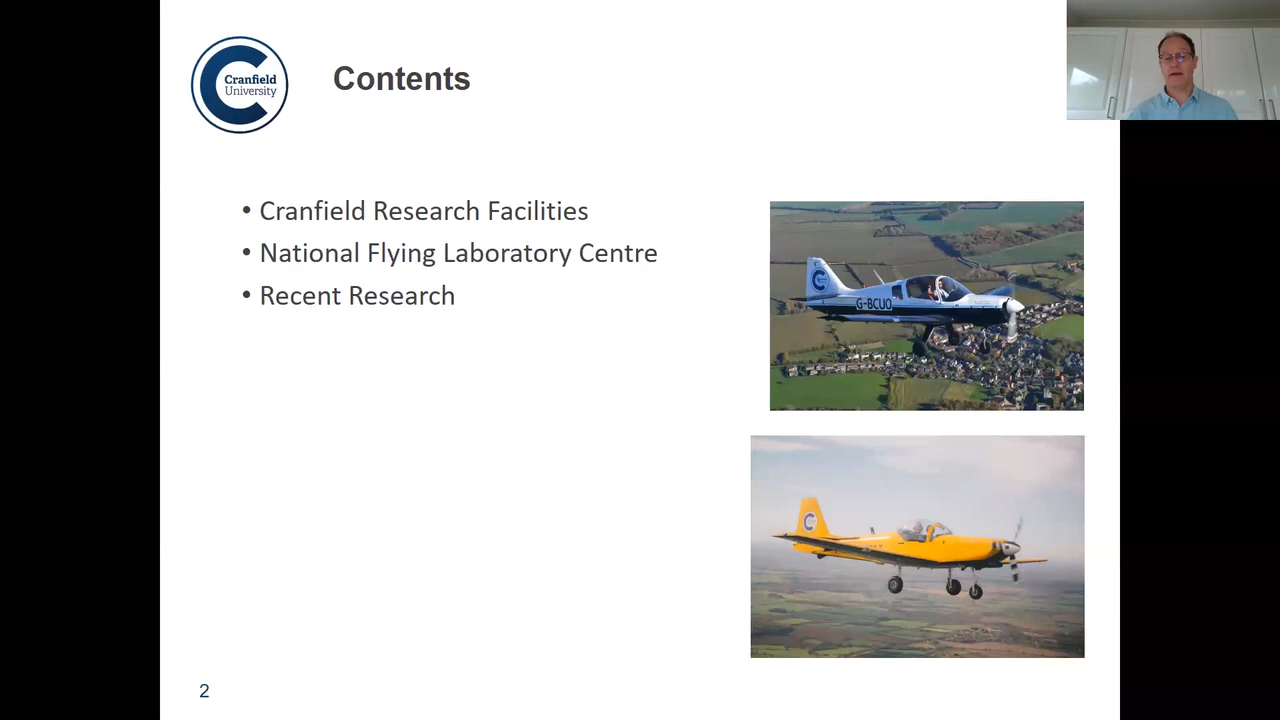 Cranfield
University
Contents
• Cranfield Research Facilities
• National Flying Laboratory Centre
• Recent Research
G-BCUO
2